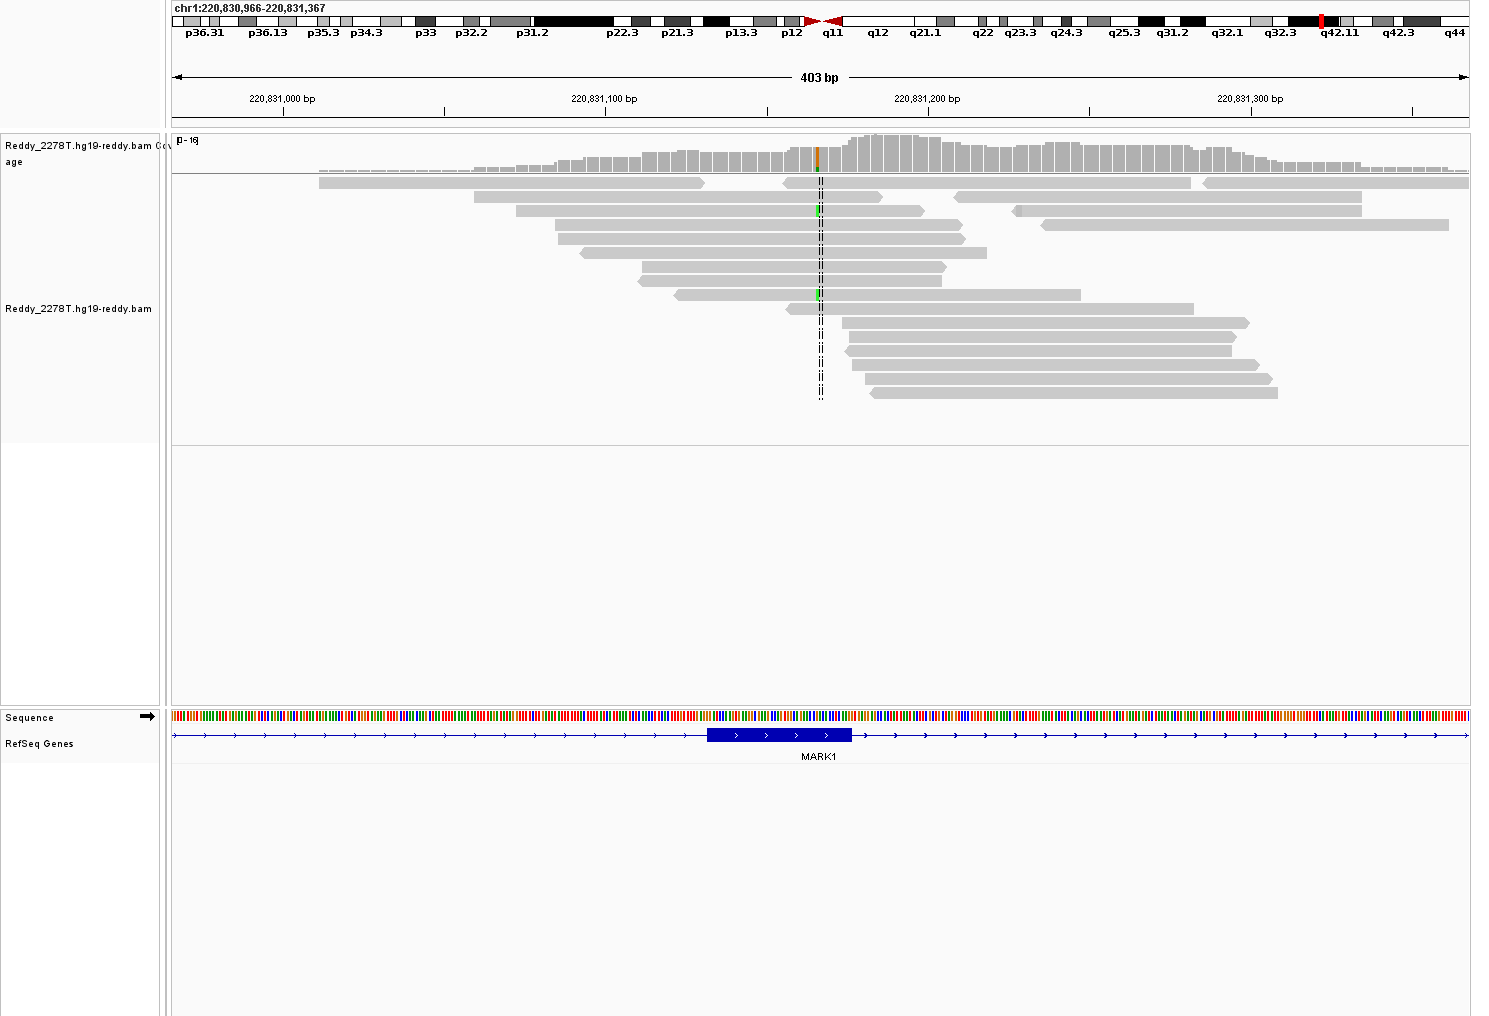 chr1:220,830,966-220,831,367
p36.31 p36.13 p35.3 p34.3 p33 p32.2 p31.2 p22.3 p21.3 p13.3 p12 q11 q12 q21.1 q22 q23.3 q24.3 q25.3 q31.2 q32.1 q32.3 q42.11 q42.3 q44
403 bp
220,831,000 bp 220,831,100 bp 220,831,200 bp 220,831,300 bp
Reddy_2278T.hg19-reddy.bam Cov
age
[0 - 16]
Reddy_2278T.hg19-reddy.bam
Sequence
RefSeq Genes
MARK1